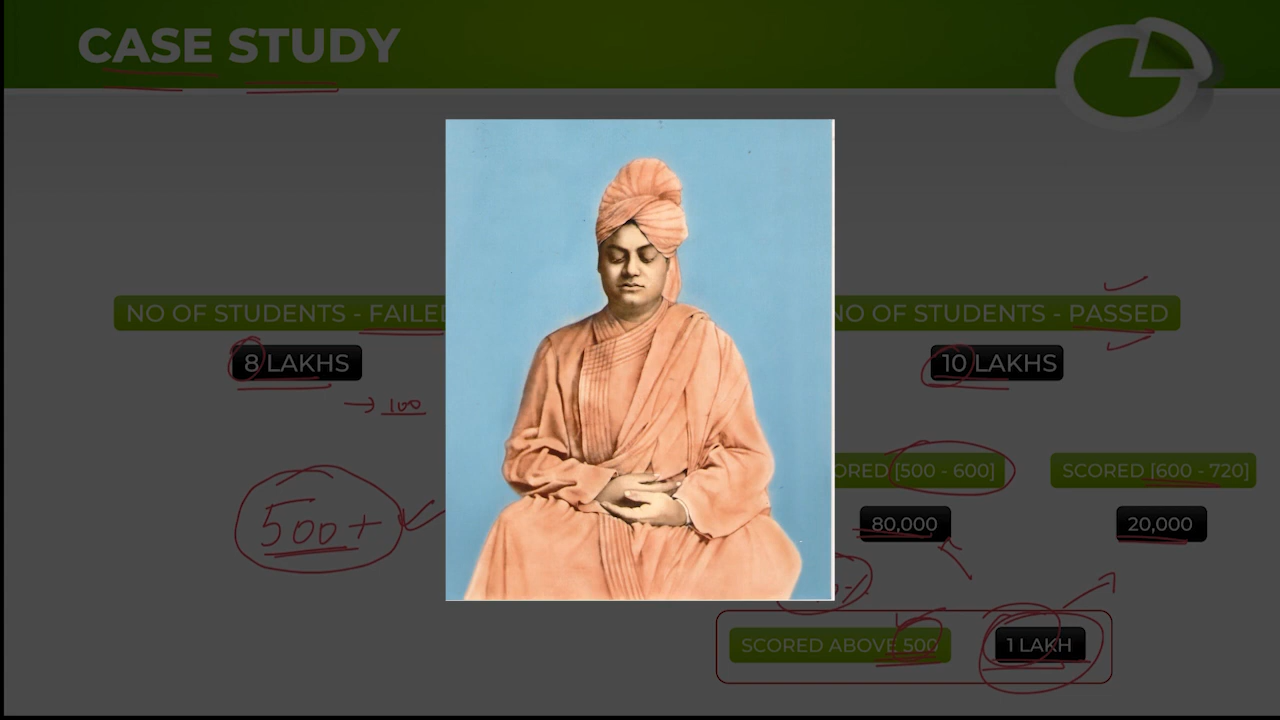 CASE STUDY
NO OF STUDENTS - FAILE
NO OF STUDENTS - PASSED
8 LAKHS
10 LAKHS
→ 100
[500 - 600]
SCORED [600 - 720]
500+
80,000
20,000
SCORED ABOVE 500
1 LAKH